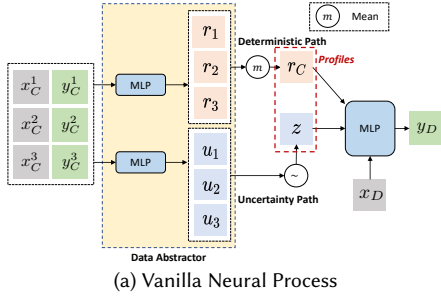 m Mean
Deterministic Path
Profiles
x_C^1 y_C^1
x_C^2 y_C^2
x_C^3 y_C^3
MLP
MLP
r_1
r_2
r_3
m
r_C
u_1
u_2
u_3
z
~
Uncertainty Path
MLP
y_D
x_D
Data Abstractor
(a) Vanilla Neural Process